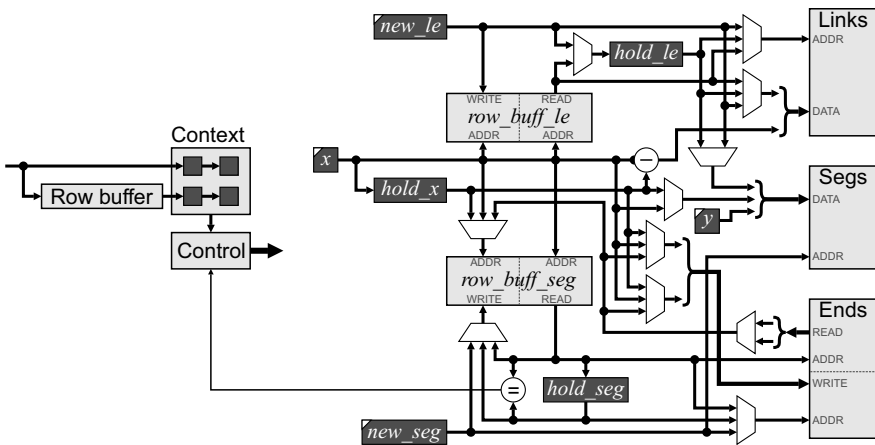 new_le
Links
ADDR
hold_le
DATA
WRITE READ
row_buff_le
ADDR ADDR
Context
x
−
Row buffer
hold_x
Segs
DATA
y
Control
ADDR
ADDR ADDR
row_buff_seg
WRITE READ
Ends
READ
ADDR
WRITE
=
hold_seg
ADDR
new_seg